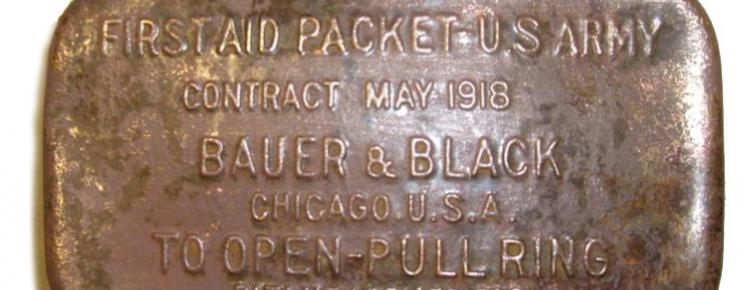 FIRST AID PACKET-U.S ARMY
CONTRACT MAY-1918
BAUER & BLACK
CHICAGO.U.S.A.
TO OPEN-PULL RING